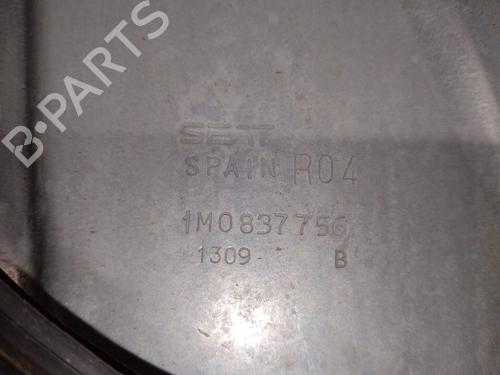 SEAT
SPAIN R04
1M0837756
1309 B
B-PARTS